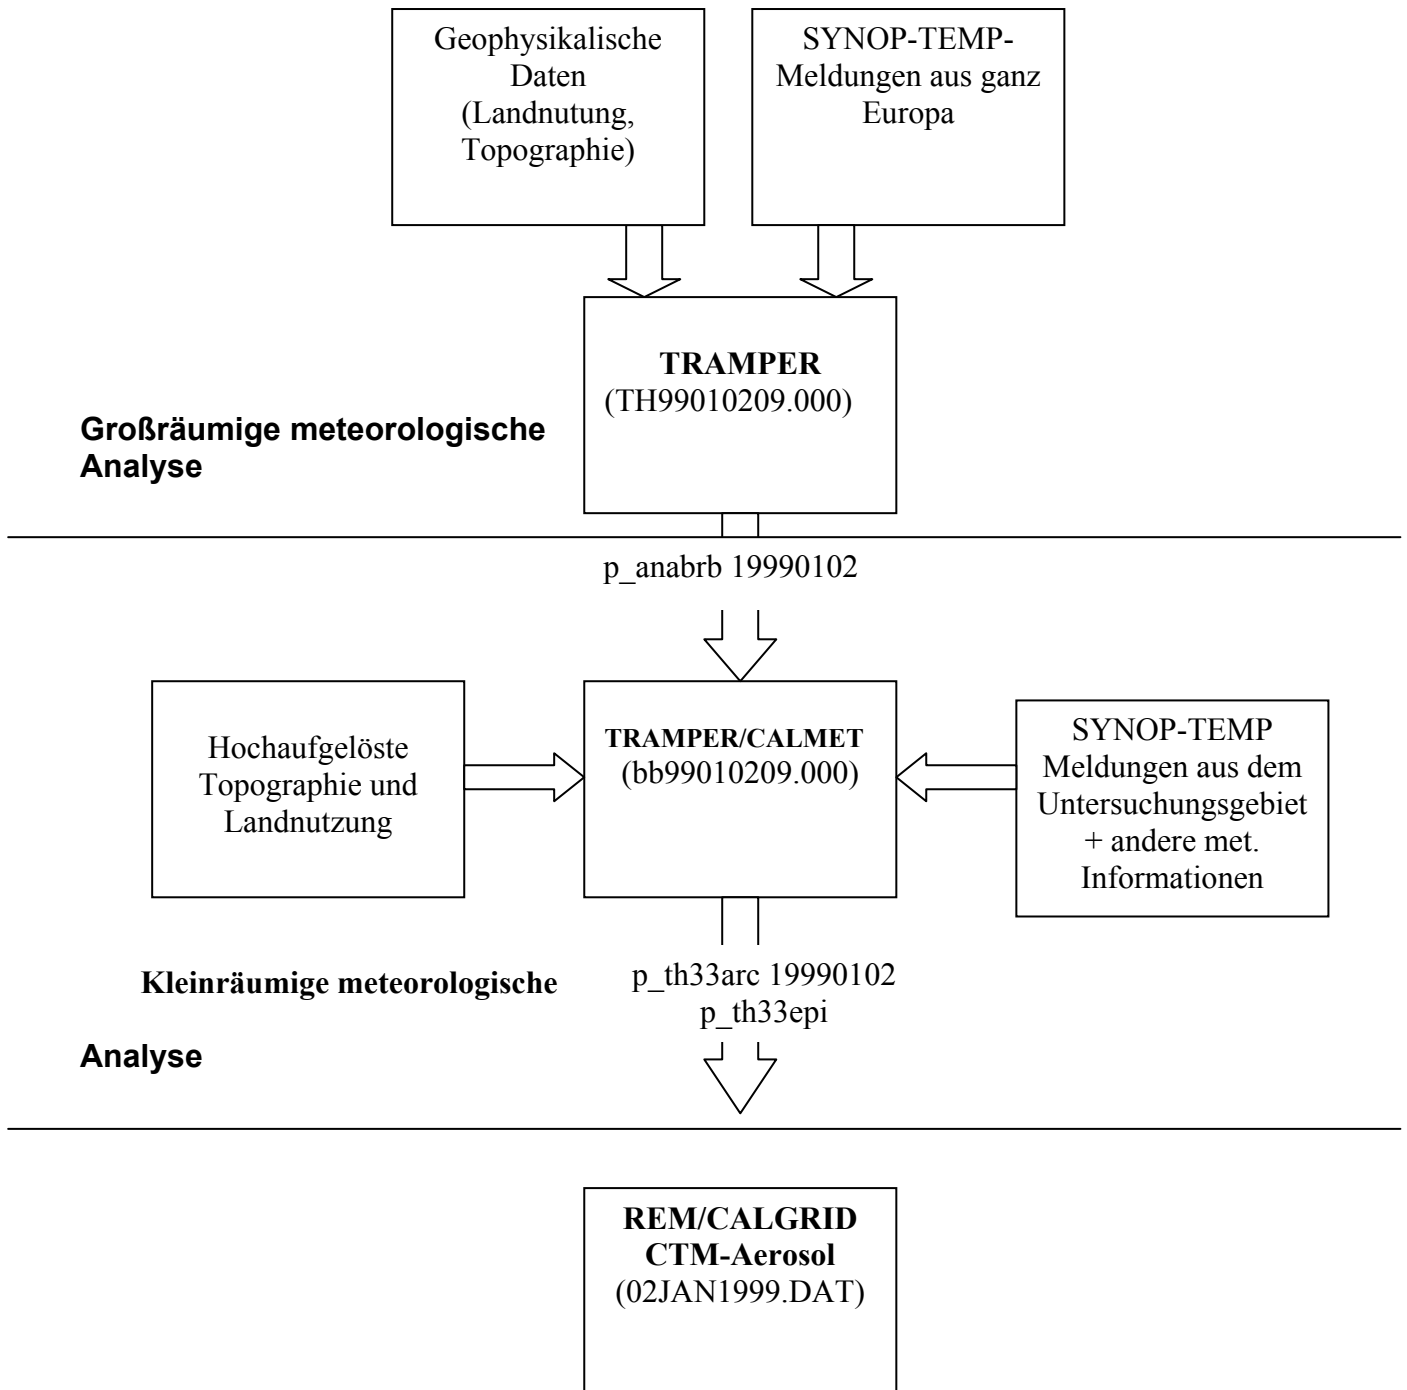 Geophysikalische
Daten
(Landnutung,
Topographie)
SYNOP-TEMP-
Meldungen aus ganz
Europa
TRAMPER
(TH99010209.000)
Großräumige meteorologische
Analyse
p_anabrb 19990102
Hochaufgelöste
Topographie und
Landnutzung
TRAMPER/CALMET
(bb99010209.000)
SYNOP-TEMP
Meldungen aus dem
Untersuchungsgebiet
+ andere met.
Informationen
Kleinräumige meteorologische
Analyse
p_th33arc 19990102
p_th33epi
REM/CALGRID
CTM-Aerosol
(02JAN1999.DAT)